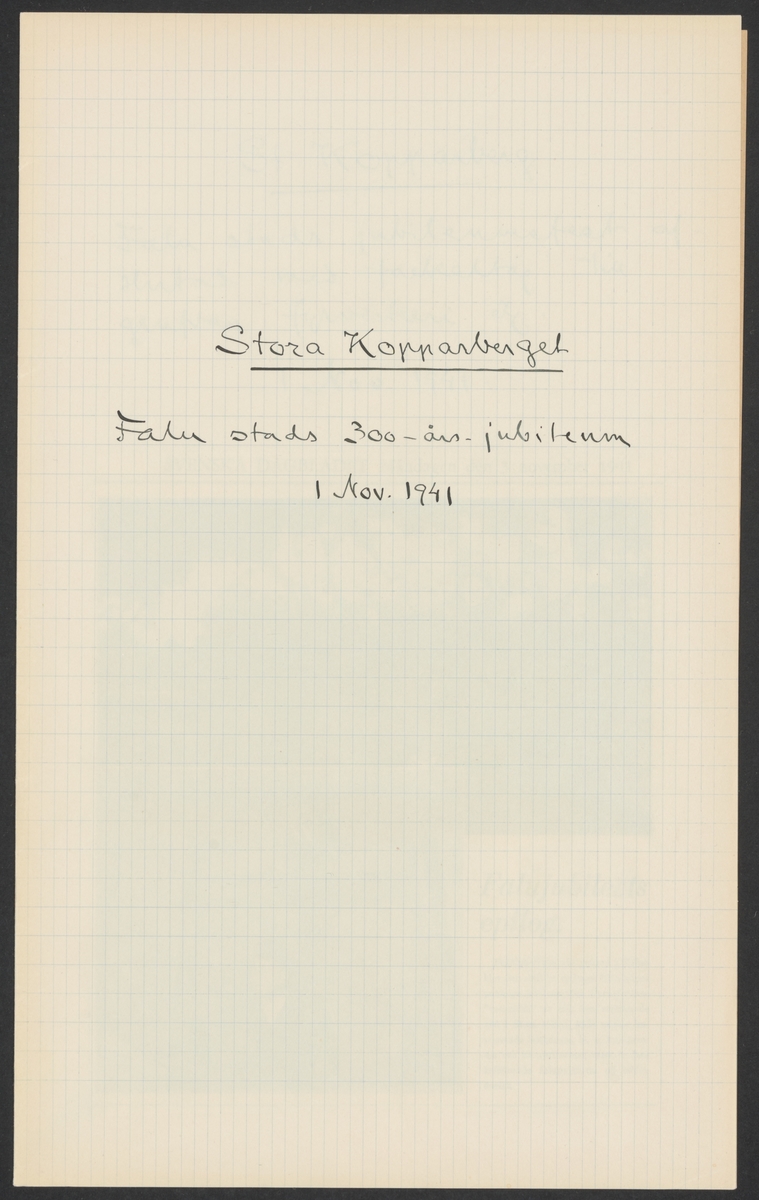 Stora Kopparberget
Falu stads 300-års-jubileum
1 Nov. 1941